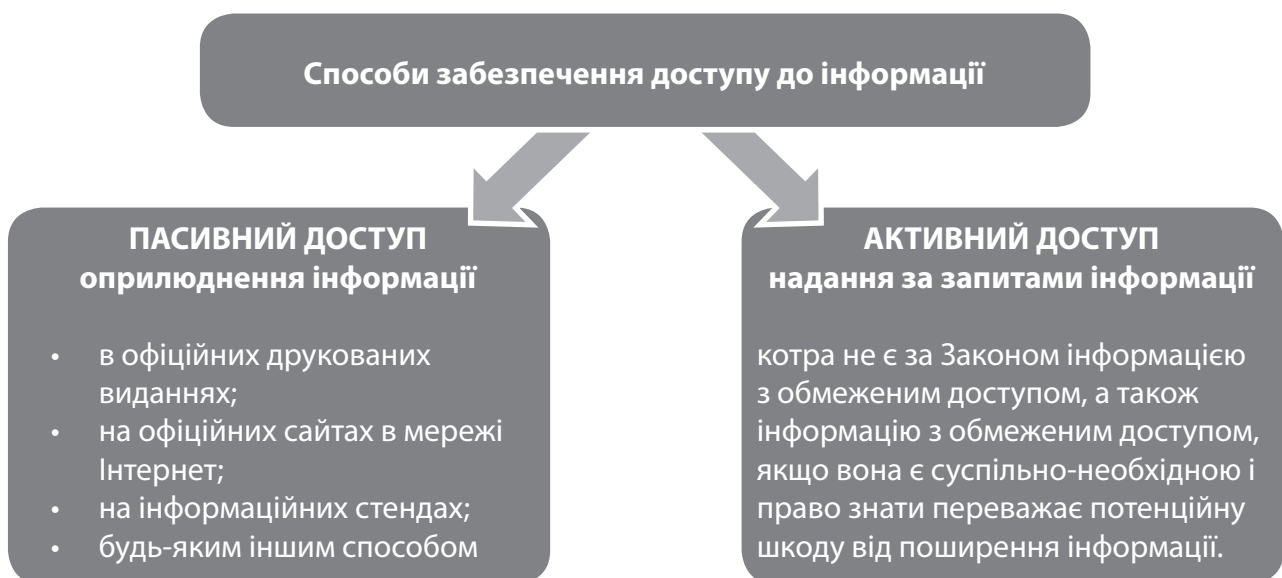 Способи забезпечення доступу до інформації
ПАСИВНИЙ ДОСТУП
оприлюднення інформації
• в офіційних друкованих
виданнях;
• на офіційних сайтах в мережі
Інтернет;
• на інформаційних стендах;
• будь-яким іншим способом
АКТИВНИЙ ДОСТУП
надання за запитами інформації
котра не є за Законом інформацією
з обмеженим доступом, а також
інформацію з обмеженим доступом,
якщо вона є суспільно-необхідною і
право знати переважає потенційну
шкоду від поширення інформації.